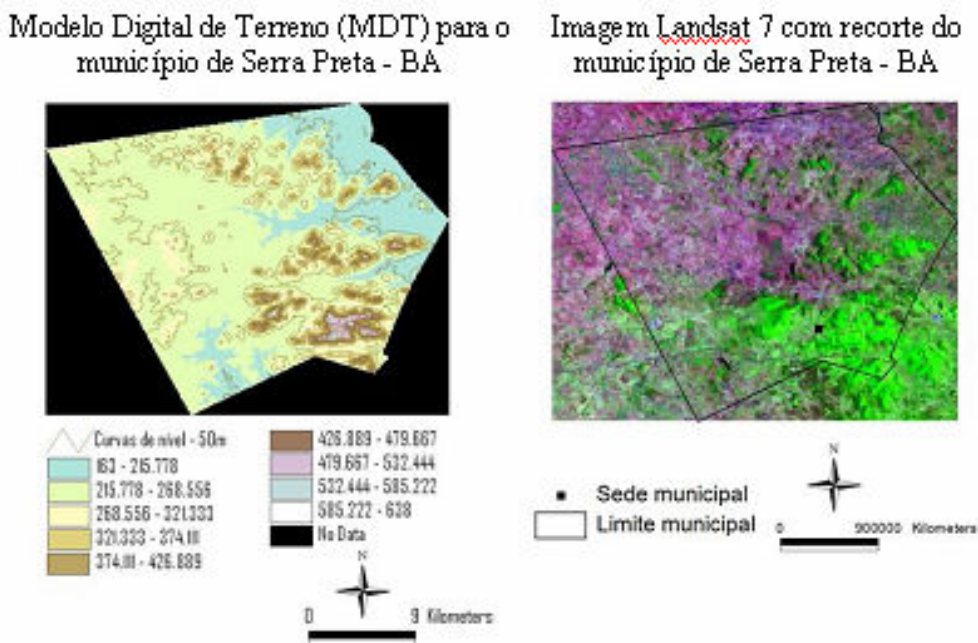 Modelo Digital de Terreno (MDT) para o
município de Serra Preta - BA
Imagem Landsat 7 com recorte do
município de Serra Preta - BA
Curvas de nível - 50m
163 - 215.778
215.778 - 268.556
268.556 - 321.333
321.333 - 374.111
374.111 - 426.889
426.889 - 479.667
479.667 - 532.444
532.444 - 585.222
585.222 - 638
No Data
N
0 9 Kilometers
N
Sede municipal
Limite municipal
0 900000 Kilometers